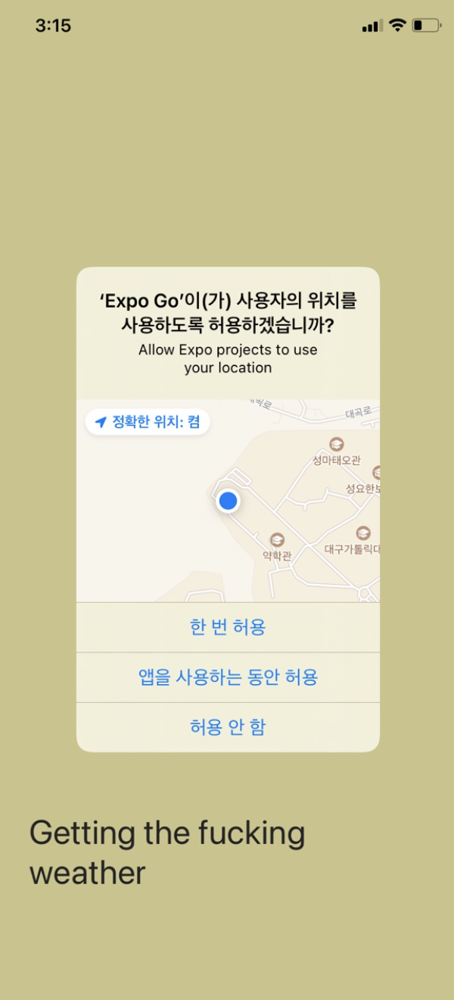 3:15
‘Expo Go’이(가) 사용자의 위치를
사용하도록 허용하겠습니까?
Allow Expo projects to use
your location
정확한 위치: 켬
대곡로
성마태오관
성요한보
약학관
대구가톨릭대
한 번 허용
앱을 사용하는 동안 허용
허용 안 함
Getting the fucking
weather